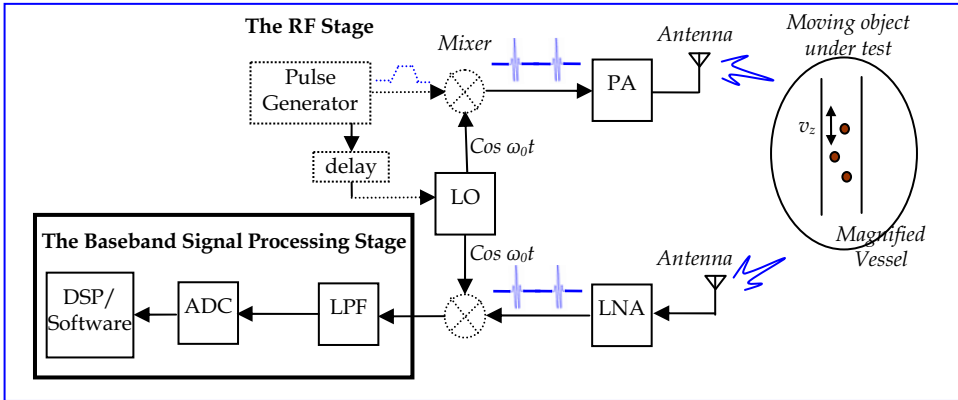 The RF Stage
Mixer
Antenna
Moving object
under test
Pulse
Generator
PA
v_z
Cos ω₀t
delay
LO
The Baseband Signal Processing Stage
Cos ω₀t
Antenna
Magnified
Vessel
DSP/
Software
ADC
LPF
LNA